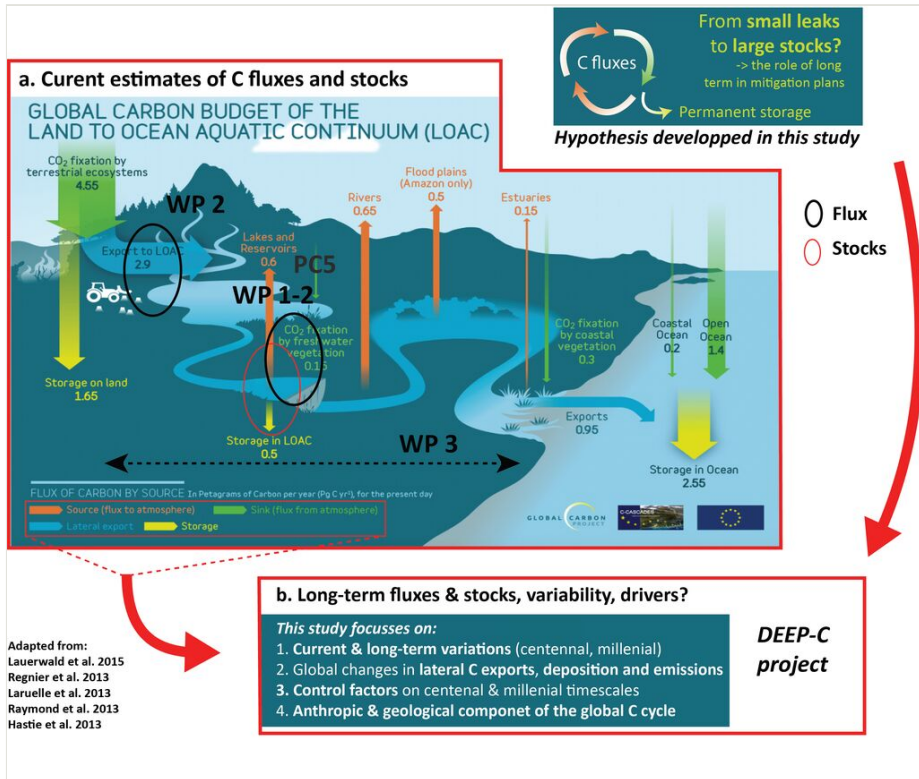 From small leaks
to large stocks?
-> the role of long
term in mitigation plans
C fluxes
Permanent storage
Hypothesis developped in this study
a. Curent estimates of C fluxes and stocks
GLOBAL CARBON BUDGET OF THE
LAND TO OCEAN AQUATIC CONTINUUM (LOAC)
CO₂ fixation by
terrestrial ecosystems
4.55
WP 2
Export to LOAC
2.9
Lakes and
Reservoirs
0.6
PC5
WP 1-2
CO₂ fixation
by freshwater
vegetation
0.15
Rivers
0.65
Flood plains
(Amazon only)
0.5
Estuaries
0.15
CO₂ fixation
by coastal
vegetation
0.3
Coastal
Ocean
0.2
Open
Ocean
1.4
Flux
Stocks
Storage on land
1.65
Storage in LOAC
0.5
WP 3
Exports
0.95
Storage in Ocean
2.55
FLUX OF CARBON BY SOURCE In Petagrams of Carbon per year (Pg C yr⁻¹), for the present day
Source (flux to atmosphere)
Sink (flux from atmosphere)
Lateral export
Storage
GLOBAL CARBON
PROJECT
C-CASCADES
b. Long-term fluxes & stocks, variability, drivers?
This study focusses on:
1. Current & long-term variations (centennal, millenial)
2. Global changes in lateral C exports, deposition and emissions
3. Control factors on centenal & millenial timescales
4. Anthropic & geological componet of the global C cycle
DEEP-C
project
Adapted from:
Lauerwald et al. 2015
Regnier et al. 2013
Laruelle et al. 2013
Raymond et al. 2013
Hastie et al. 2013